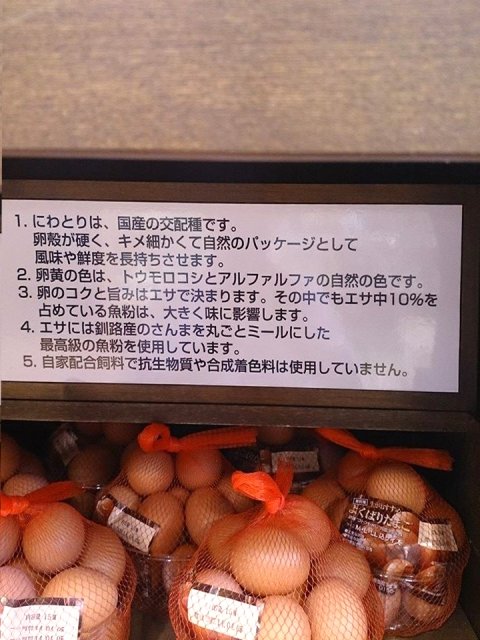 1. にわとりは、国産の交配種です。
卵殻が硬く、キメ細かくて自然のパッケージとして
風味や鮮度を長持ちさせます。
2. 卵黄の色は、トウモロコシとアルファルファの自然の色です。
3. 卵のコクと旨みはエサで決まります。その中でもエサ中10%を
占めている魚粉は、大きく味に影響します。
4. エサには釧路産のさんまを丸ごとミールにした
最高級の魚粉を使用しています。
5. 自家配合飼料で抗生物質や合成着色料は使用していません。